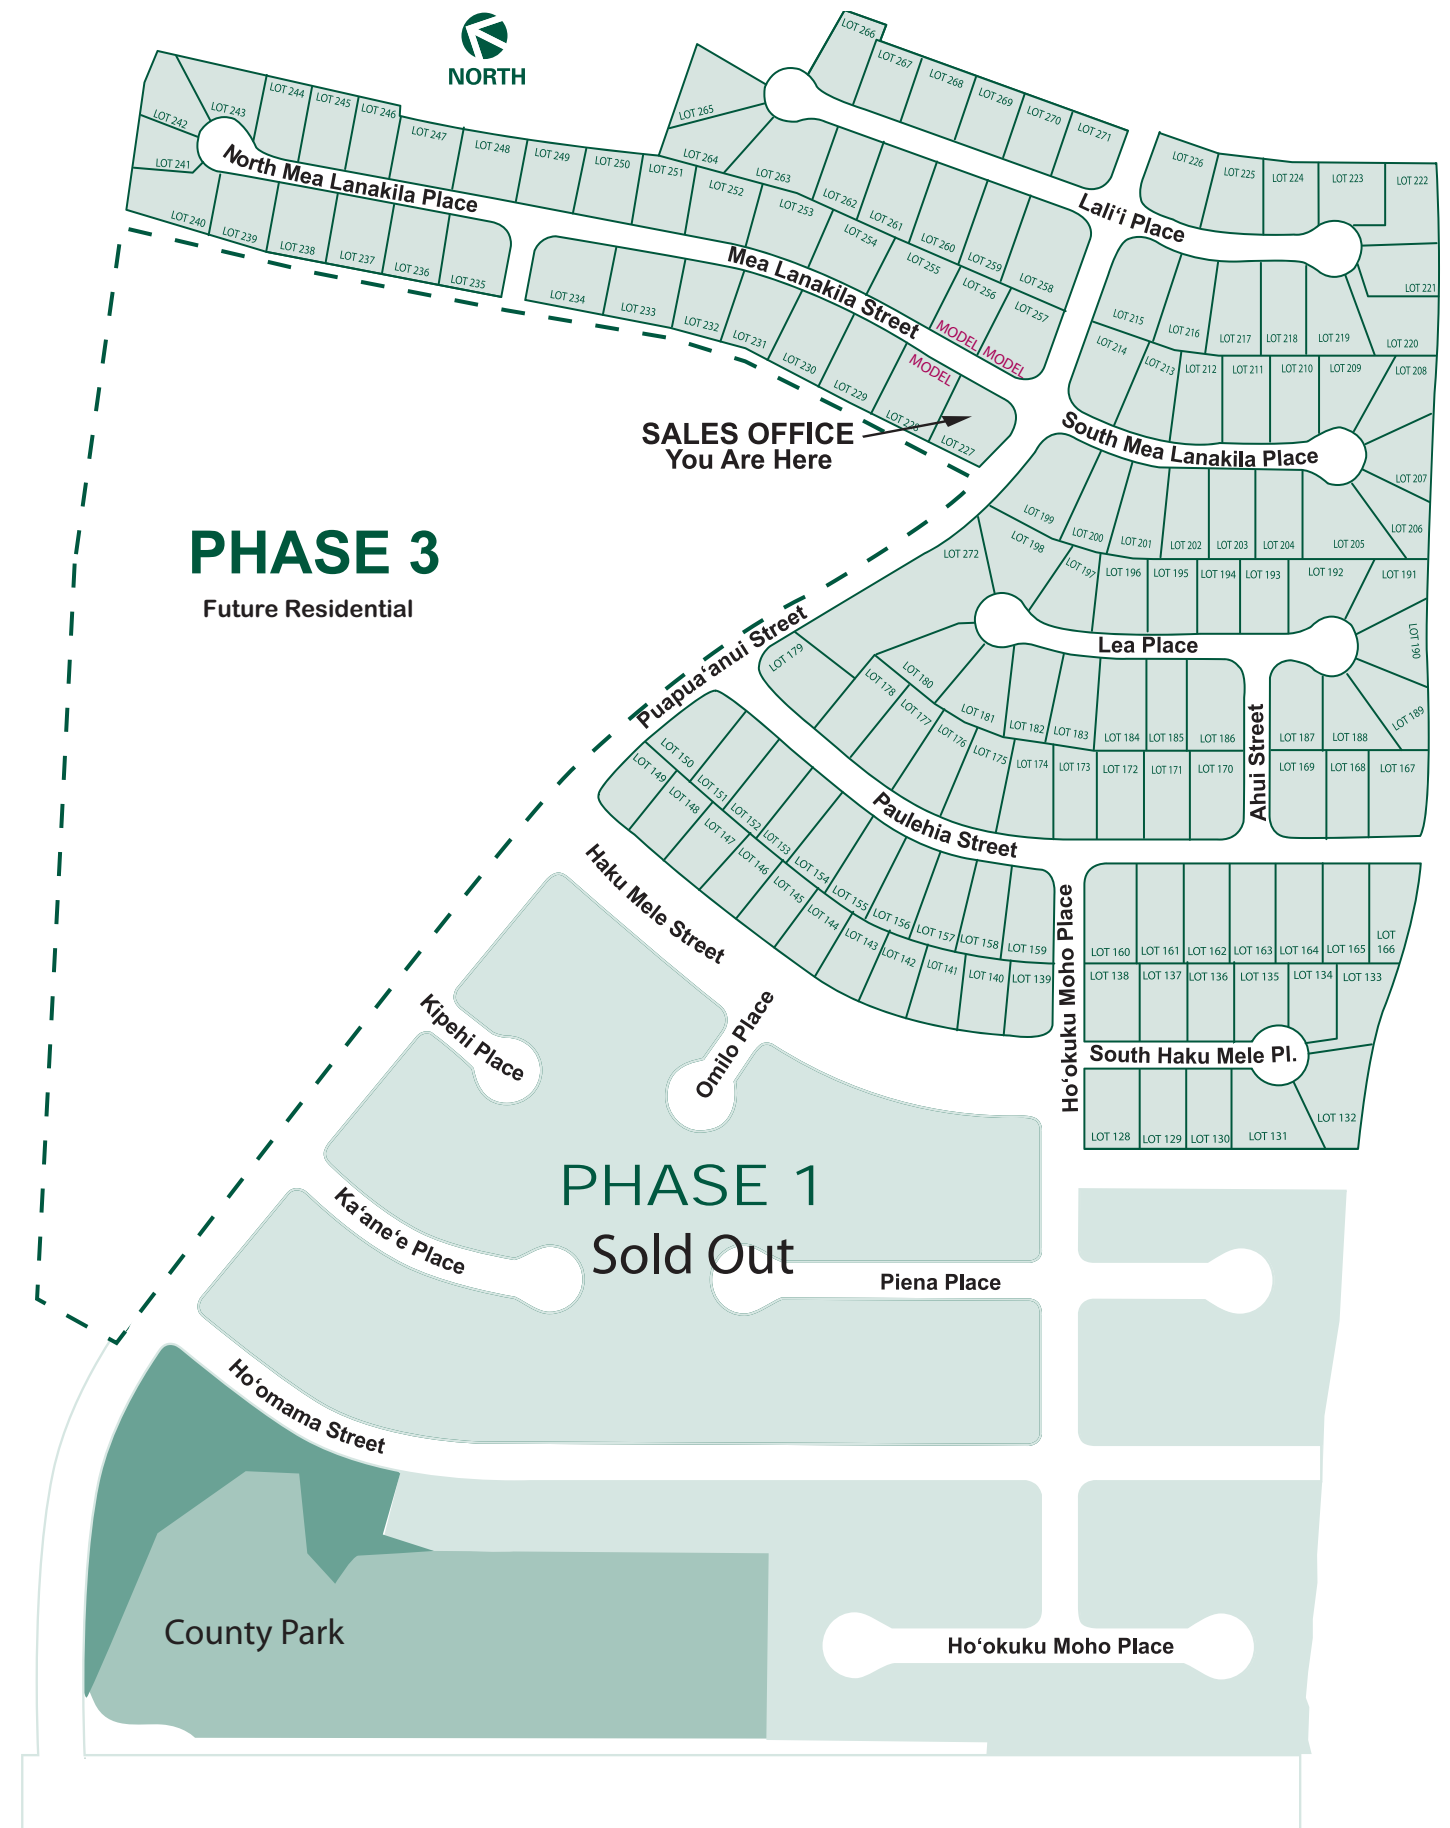 NORTH
LOT 266
LOT 267
LOT 268
LOT 269
LOT 270
LOT 271
LOT 265
LOT 264
LOT 263
LOT 262
LOT 261
LOT 260
LOT 259
LOT 258
Laliʻi Place
LOT 242
LOT 243
LOT 244
LOT 245
LOT 246
LOT 247
LOT 248
LOT 249
LOT 250
LOT 251
LOT 252
LOT 253
LOT 254
LOT 255
LOT 256
LOT 257
LOT 241
North Mea Lanakila Place
LOT 240
LOT 239
LOT 238
LOT 237
LOT 236
LOT 235
LOT 234
LOT 233
LOT 232
LOT 231
LOT 230
LOT 229
LOT 228
LOT 227
Mea Lanakila Street
MODEL
MODEL
MODEL
SALES OFFICE
You Are Here
LOT 226
LOT 225
LOT 224
LOT 223
LOT 222
LOT 221
LOT 215
LOT 216
LOT 217
LOT 218
LOT 219
LOT 220
LOT 214
LOT 213
LOT 212
LOT 211
LOT 210
LOT 209
LOT 208
South Mea Lanakila Place
LOT 207
LOT 206
LOT 199
LOT 200
LOT 201
LOT 202
LOT 203
LOT 204
LOT 205
PHASE 3
Future Residential
LOT 272
LOT 198
LOT 197
LOT 196
LOT 195
LOT 194
LOT 193
LOT 192
LOT 191
LOT 190
Lea Place
Puapuaʻanui Street
LOT 179
LOT 180
LOT 181
LOT 182
LOT 183
LOT 184
LOT 185
LOT 186
LOT 187
LOT 188
LOT 189
Ahui Street
LOT 178
LOT 177
LOT 176
LOT 175
LOT 174
LOT 173
LOT 172
LOT 171
LOT 170
LOT 169
LOT 168
LOT 167
Paulehia Street
LOT 150
LOT 151
LOT 152
LOT 153
LOT 154
LOT 155
LOT 156
LOT 157
LOT 158
LOT 159
LOT 149
LOT 148
LOT 147
LOT 146
LOT 145
LOT 144
LOT 143
LOT 142
LOT 141
LOT 140
LOT 139
Haku Mele Street
Hoʻokuku Moho Place
LOT 160
LOT 161
LOT 162
LOT 163
LOT 164
LOT 165
LOT
166
LOT 138
LOT 137
LOT 136
LOT 135
LOT 134
LOT 133
South Haku Mele Pl.
LOT 128
LOT 129
LOT 130
LOT 131
LOT 132
Kipehi Place
Omilo Place
PHASE 1
Sold Out
Kaʻaneʻe Place
Piena Place
Hoʻomama Street
County Park
Hoʻokuku Moho Place